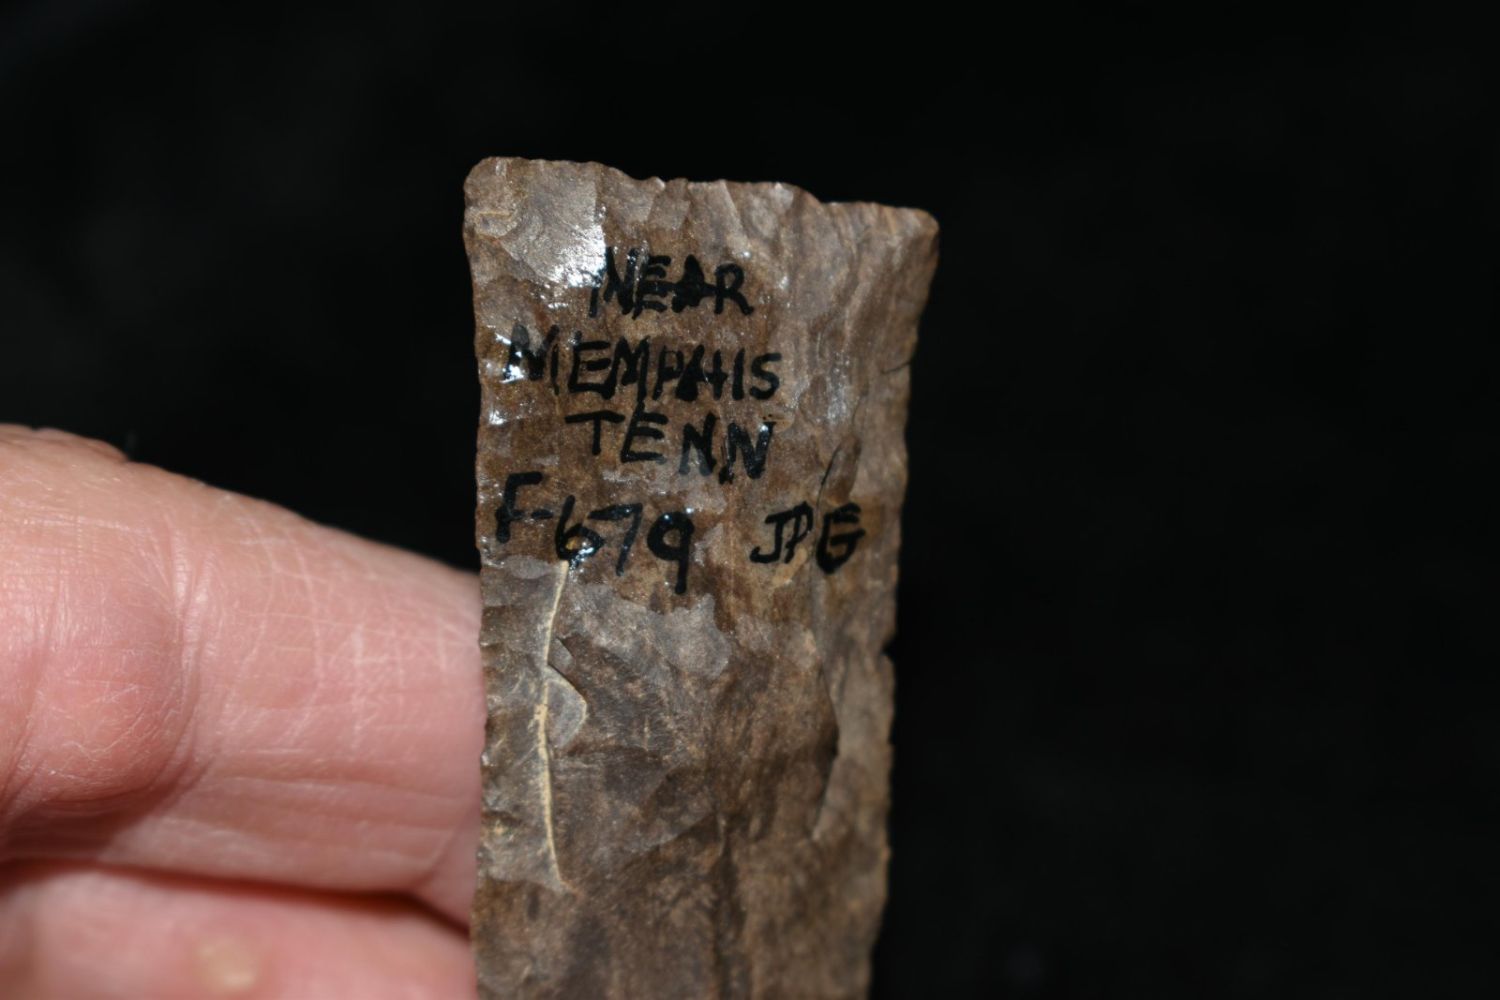 NEAR
MEMPHIS
TENN
F-679 JPG